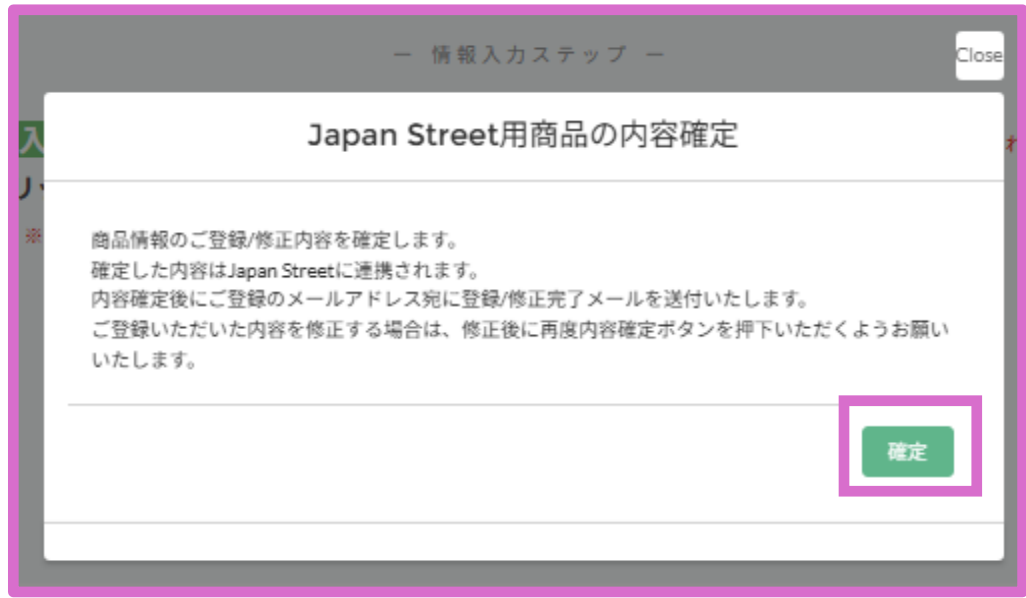 ― 情報入力ステップ ―
Close
Japan Street用商品の内容確定
入
れ
リッ
※
商品情報のご登録/修正内容を確定します。
確定した内容はJapan Streetに連携されます。
内容確定後にご登録のメールアドレス宛に登録/修正完了メールを送付いたします。
ご登録いただいた内容を修正する場合は、修正後に再度内容確定ボタンを押下いただくようお願い
いたします。
確定